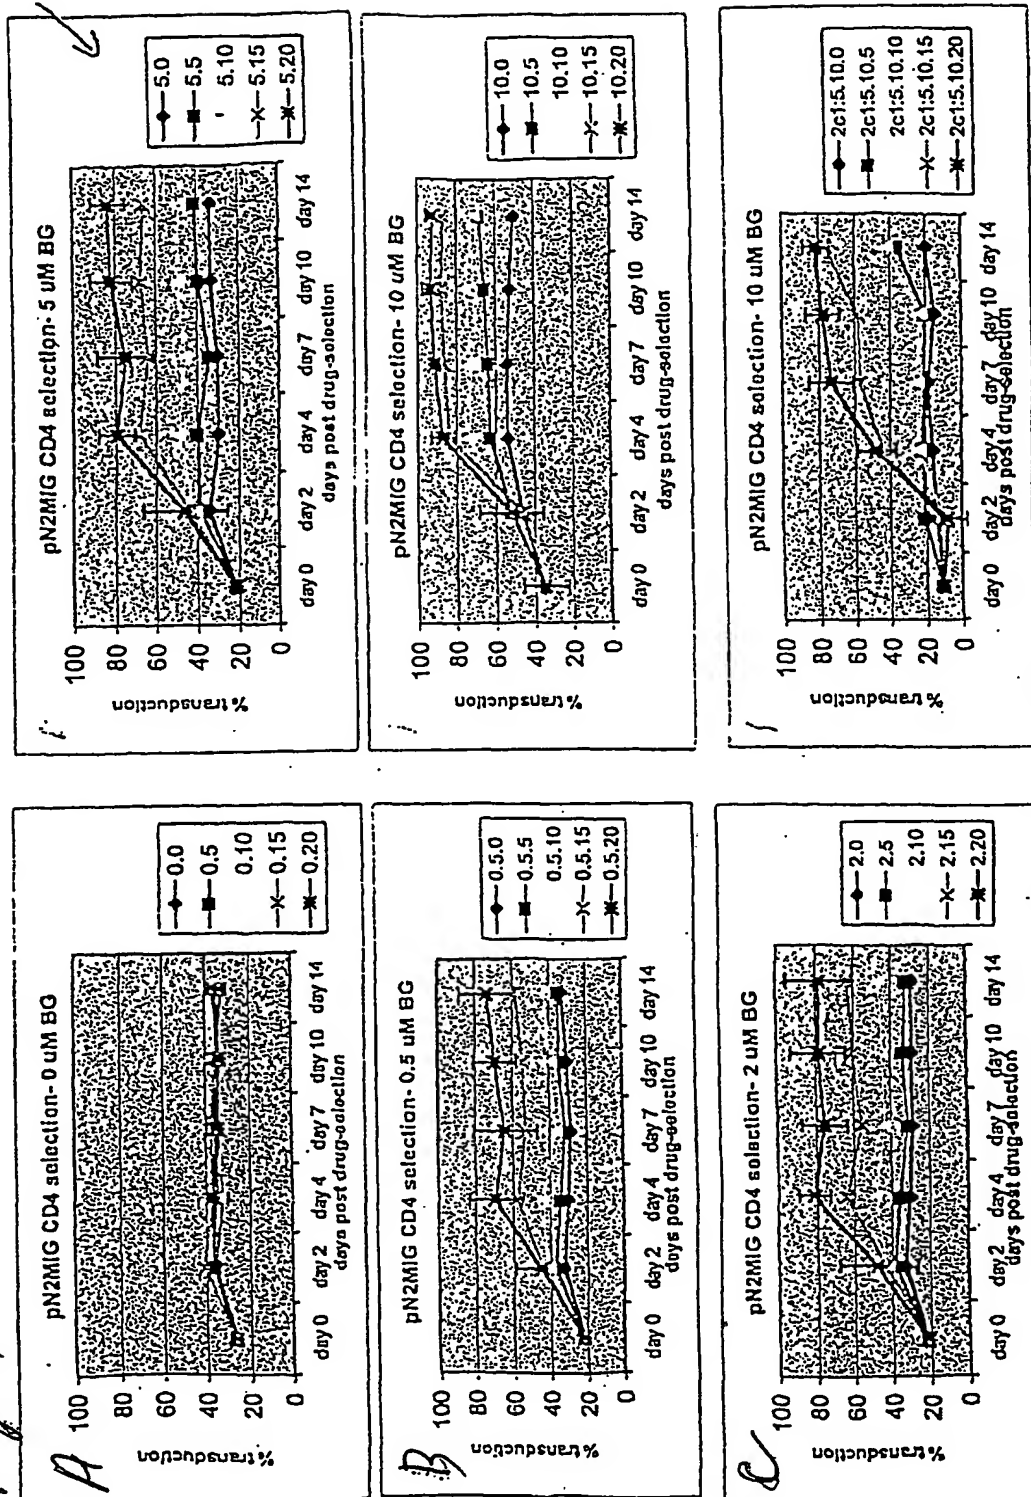 A
pN2MIG CD4 selection- 0 uM BG
% transduction
100
80
60
40
20
0
day 0 day 2 day 4 day 7 day 10 day 14
days post drug-selection
0.0
0.5
0.10
0.15
0.20
pN2MIG CD4 selection- 5 uM BG
% transduction
100
80
60
40
20
0
day 0 day 2 day 4 day 7 day 10 day 14
days post drug-selection
5.0
5.5
5.10
5.15
5.20
B
pN2MIG CD4 selection- 0.5 uM BG
% transduction
100
80
60
40
20
0
day 0 day 2 day 4 day 7 day 10 day 14
days post drug-selection
0.5.0
0.5.5
0.5.10
0.5.15
0.5.20
pN2MIG CD4 selection- 10 uM BG
% transduction
100
80
60
40
20
0
day 0 day 2 day 4 day 7 day 10 day 14
days post drug-selection
10.0
10.5
10.10
10.15
10.20
C
pN2MIG CD4 selection- 2 uM BG
% transduction
100
80
60
40
20
0
day 0 day 2 day 4 day 7 day 10 day 14
days post drug-selection
2.0
2.5
2.10
2.15
2.20
pN2MIG CD4 selection- 10 uM BG
% transduction
100
80
60
40
20
0
day 0 day 2 day 4 day 7 day 10 day 14
days post drug-selection
2c1:5.10.0
2c1:5.10.5
2c1:5.10.10
2c1:5.10.15
2c1:5.10.20